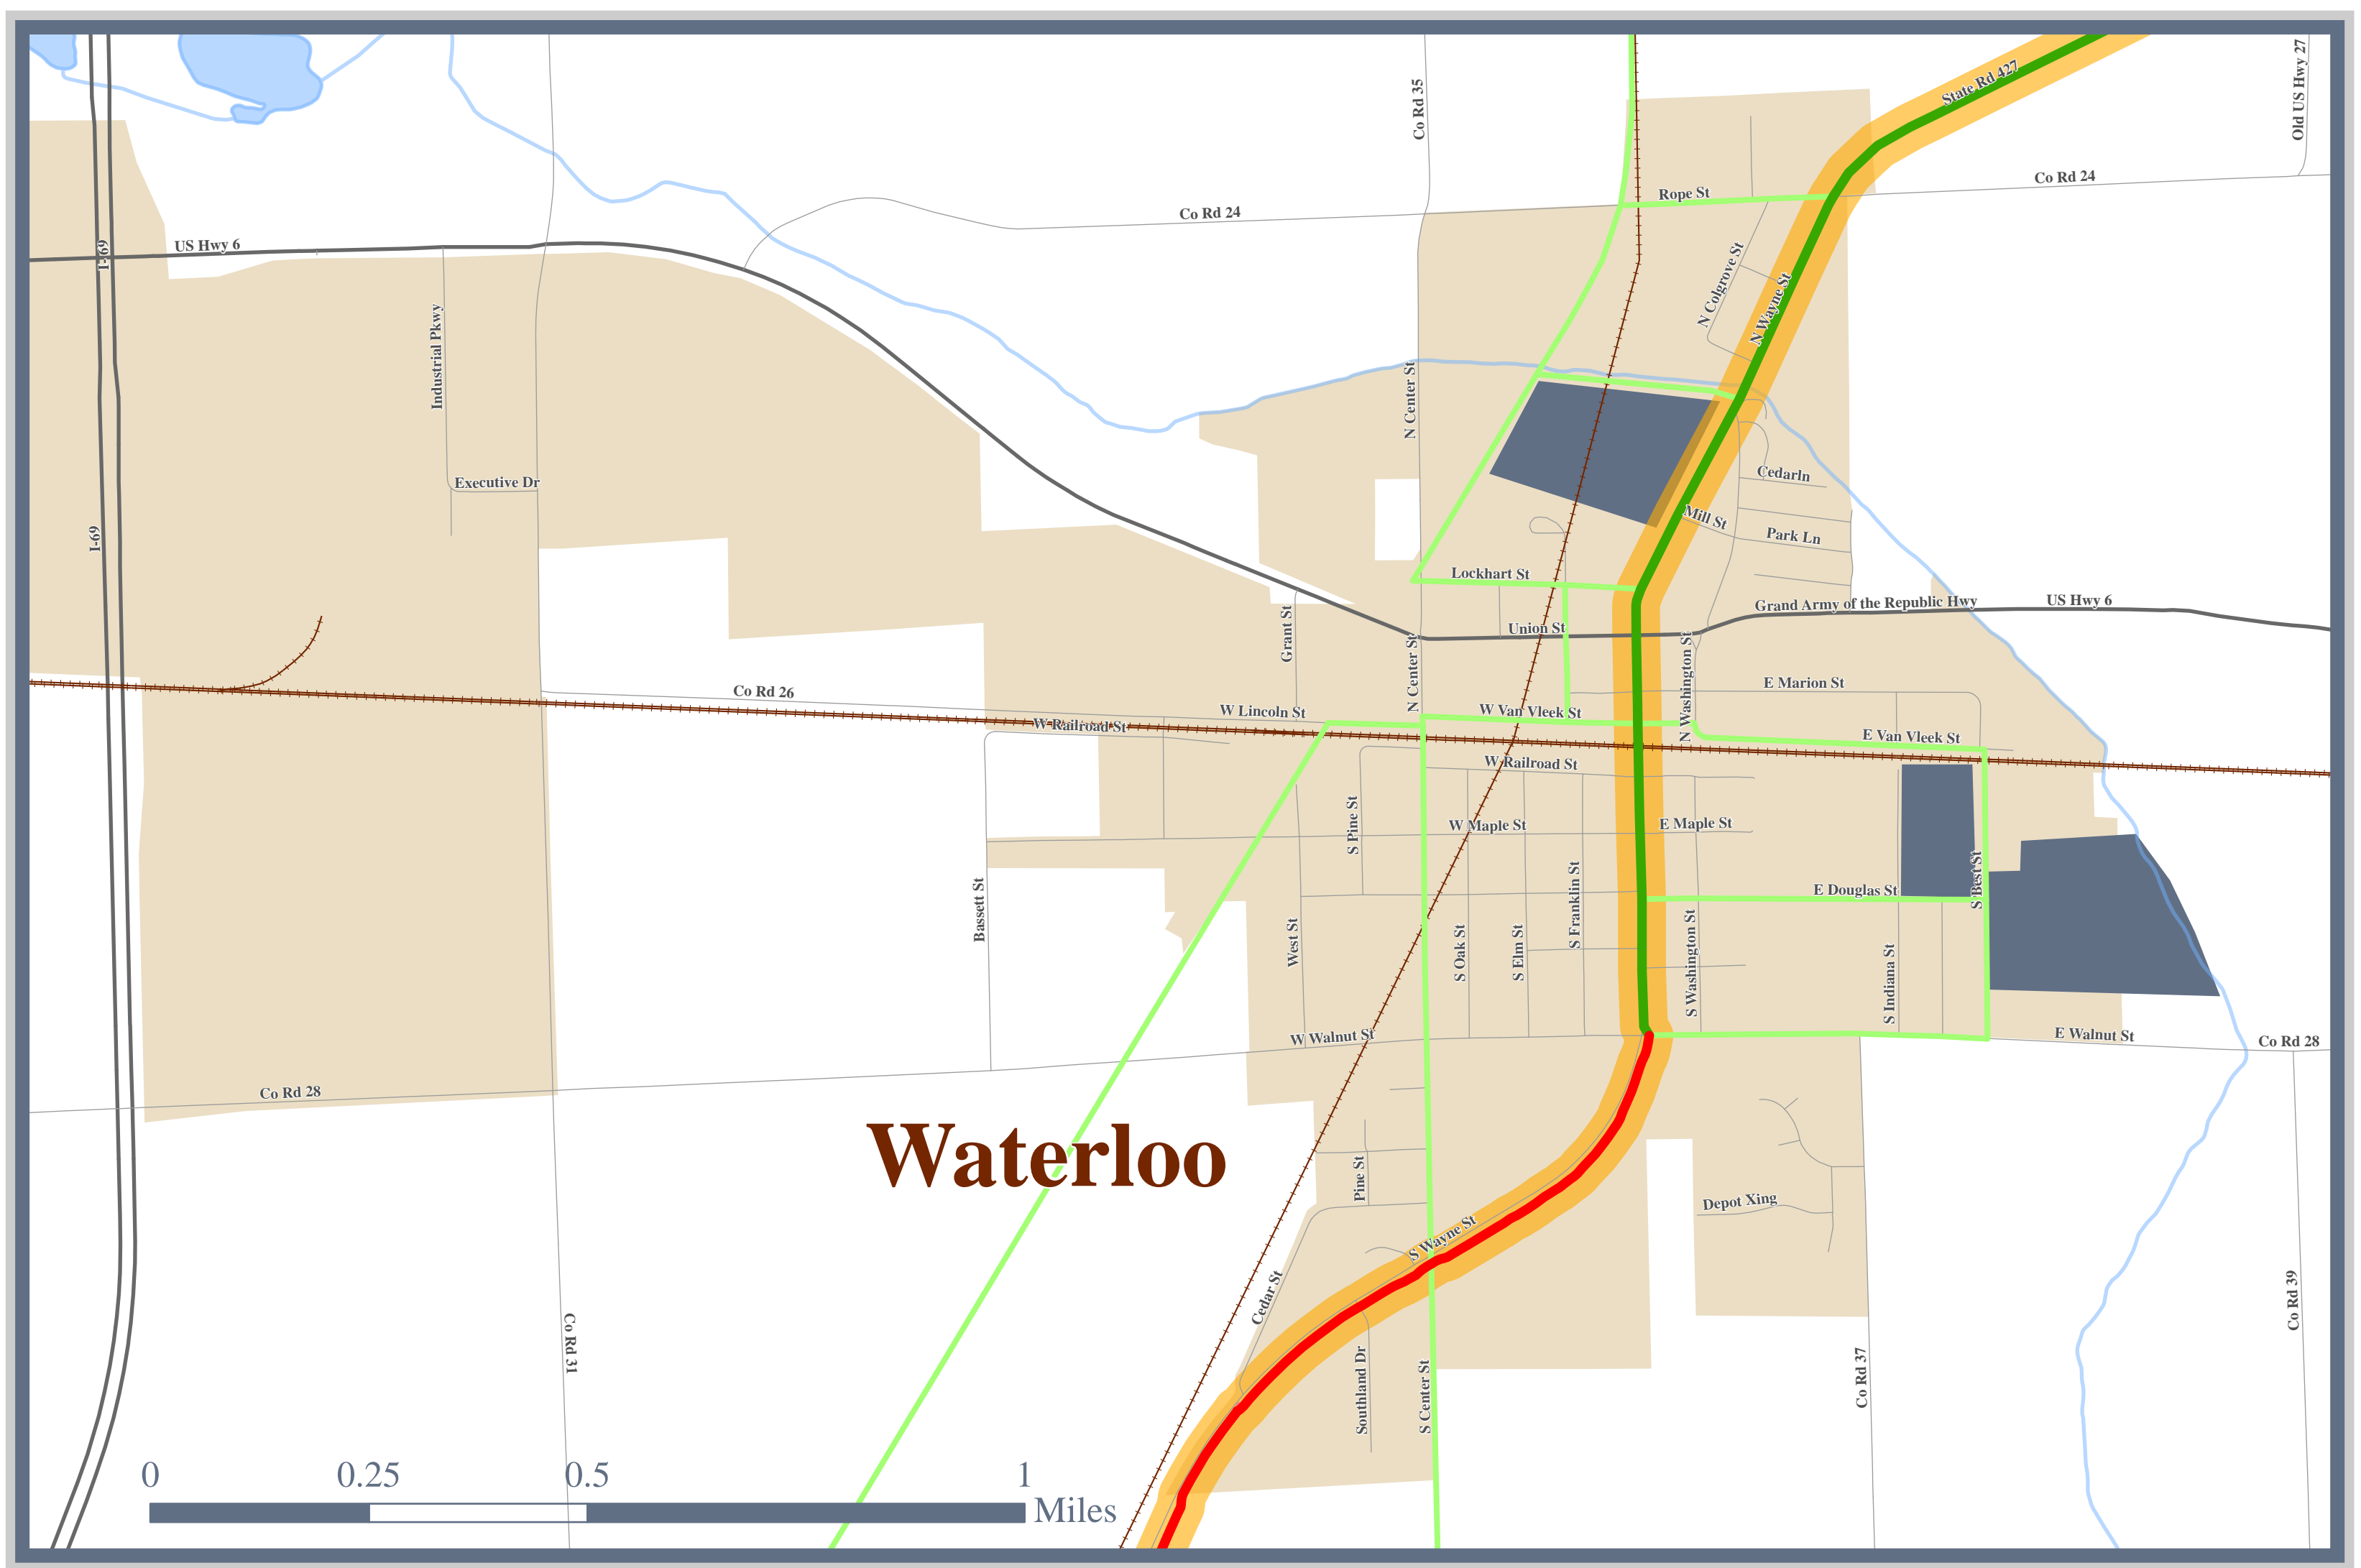 Old US Hwy 27
State Rd 427
Co Rd 35
Co Rd 24
Rope St
Co Rd 24
US Hwy 6
I-69
N Colgrove St
N Wayne St
Industrial Pkwy
N Center St
Executive Dr
Cedarln
I-69
Mill St
Park Ln
Lockhart St
Grand Army of the Republic Hwy
US Hwy 6
Grant St
Union St
N Center St
N Washington St
E Marion St
Co Rd 26
W Lincoln St
W Van Vleek St
W Railroad St
E Van Vleek St
W Railroad St
S Pine St
W Maple St
E Maple St
Bassett St
West St
S Oak St
S Elm St
S Franklin St
E Douglas St
S Best St
S Washington St
S Indiana St
W Walnut St
E Walnut St
Co Rd 28
Co Rd 28
Waterloo
Pine St
Depot Xing
S Wayne St
Cedar St
Co Rd 31
Co Rd 39
Southland Dr
S Center St
Co Rd 37
0 0.25 0.5 1
Miles